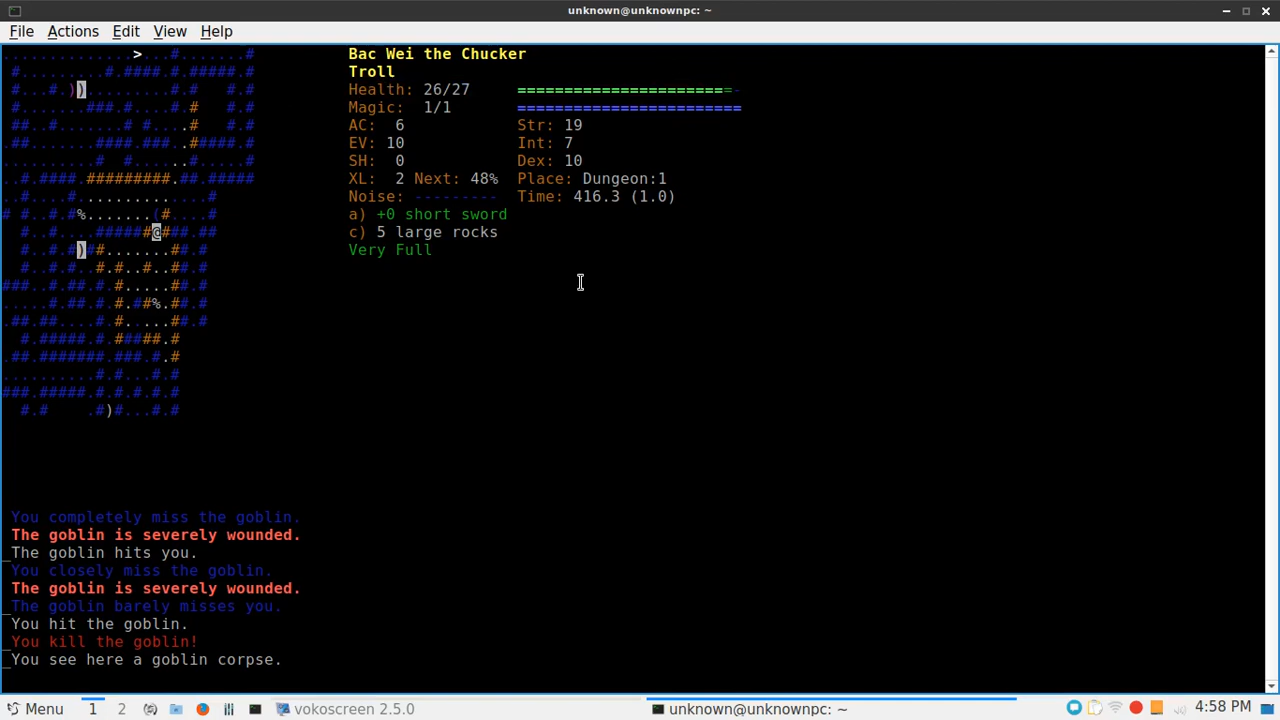 unknown@unknownpc: ~
File Actions Edit View Help
Bac Wei the Chucker
Troll
Health: 26/27
Magic: 1/1
AC: 6 Str: 19
EV: 10 Int: 7
SH: 0 Dex: 10
XL: 2 Next: 48% Place: Dungeon:1
Noise: --------- Time: 416.3 (1.0)
a) +0 short sword
c) 5 large rocks
Very Full
You completely miss the goblin.
The goblin is severely wounded.
_The goblin hits you.
You closely miss the goblin.
The goblin is severely wounded.
_The goblin barely misses you.
You hit the goblin.
_You kill the goblin!
_You see here a goblin corpse.
Menu 1 2 vokoscreen 2.5.0 unknown@unknownpc: ~ 4:58 PM